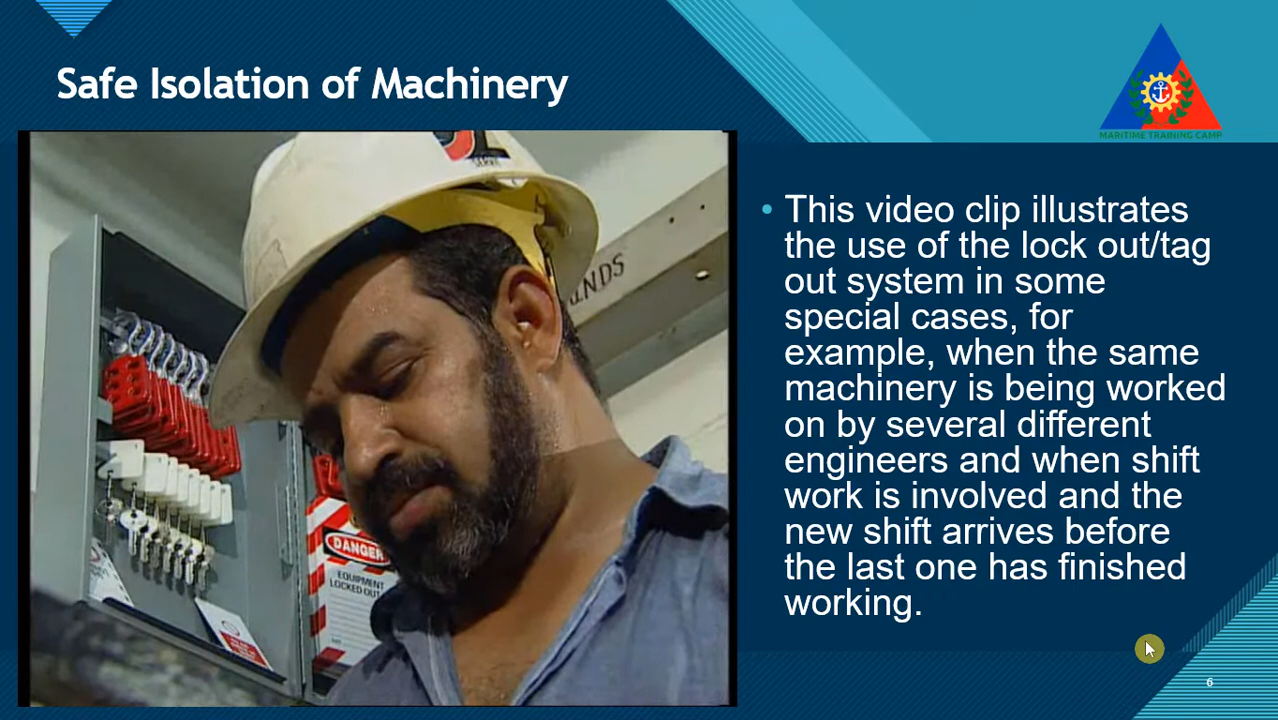 Safe Isolation of Machinery
MARITIME TRAINING CAMP
This video clip illustrates
the use of the lock out/tag
out system in some
special cases, for
example, when the same
machinery is being worked
on by several different
engineers and when shift
work is involved and the
new shift arrives before
the last one has finished
working.
DANGER
EQUIPMENT
LOCKED OUT
6